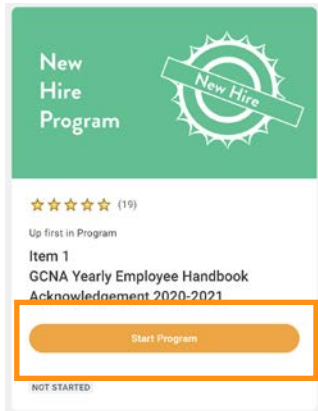 New
Hire
Program
New Hire
(19)
Up first in Program
Item 1
GCNA Yearly Employee Handbook
Acknowledgement 2020-2021
Start Program
NOT STARTED